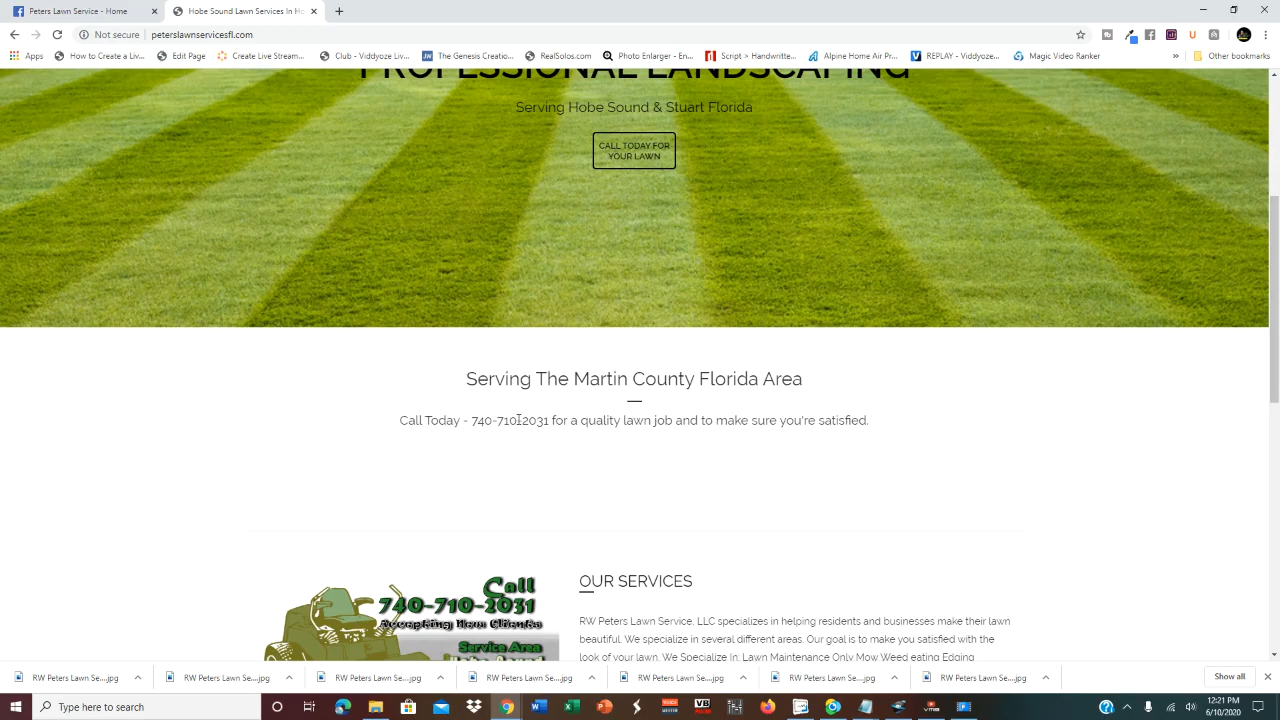 Peters Lawn Service - Home
Hobe Sound Lawn Services In Ho
Not secure
peterslawnservicesfl.com
Apps
How to Create a Liv...
Edit Page
Create Live Stream...
Club - Viddyoze Liv...
The Genesis Creatio...
RealSolos.com
Photo Enlarger - En...
Script > Handwritte...
Alpine Home Air Pr...
REPLAY - Viddyoze...
Magic Video Ranker
»
Other bookmarks
PROFESSIONAL LANDSCAPING
Serving Hobe Sound & Stuart Florida
CALL TODAY FOR
YOUR LAWN
Serving The Martin County Florida Area
Call Today - 740-710-2031 for a quality lawn job and to make sure you're satisfied.
Call
740-710-2031
Accepting New Clients
Service Area
OUR SERVICES
RW Peters Lawn Service, LLC specializes in helping residents and businesses make their lawn
beautiful. We specialize in several different areas. Our goal is to make you satisfied with the
look of your lawn. We Specialize In: Lawn Maintenance Only Mow Weed eating Edging
RW Peters Lawn Se....jpg
RW Peters Lawn Se....jpg
RW Peters Lawn Se....jpg
RW Peters Lawn Se....jpg
RW Peters Lawn Se....jpg
RW Peters Lawn Se....jpg
RW Peters Lawn Se....jpg
Show all
Type here to search
12:21 PM
6/10/2020